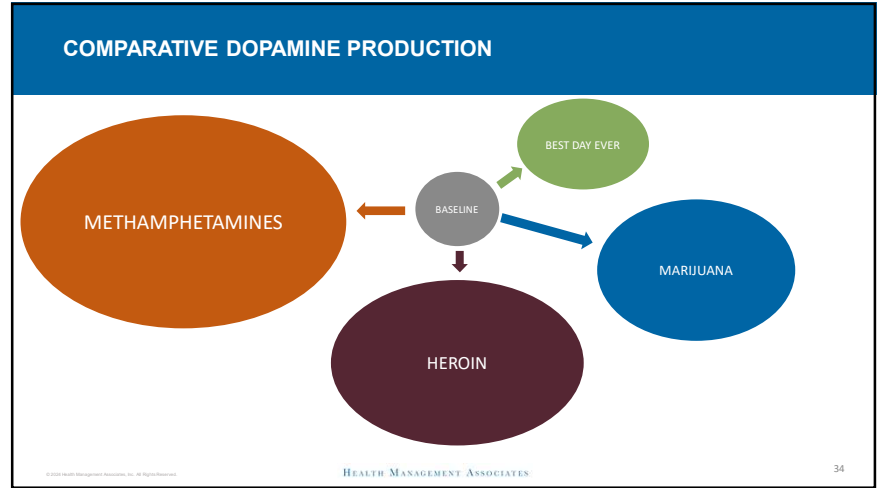 COMPARATIVE DOPAMINE PRODUCTION
BEST DAY EVER
BASELINE
METHAMPHETAMINES
MARIJUANA
HEROIN
HEALTH MANAGEMENT ASSOCIATES
34